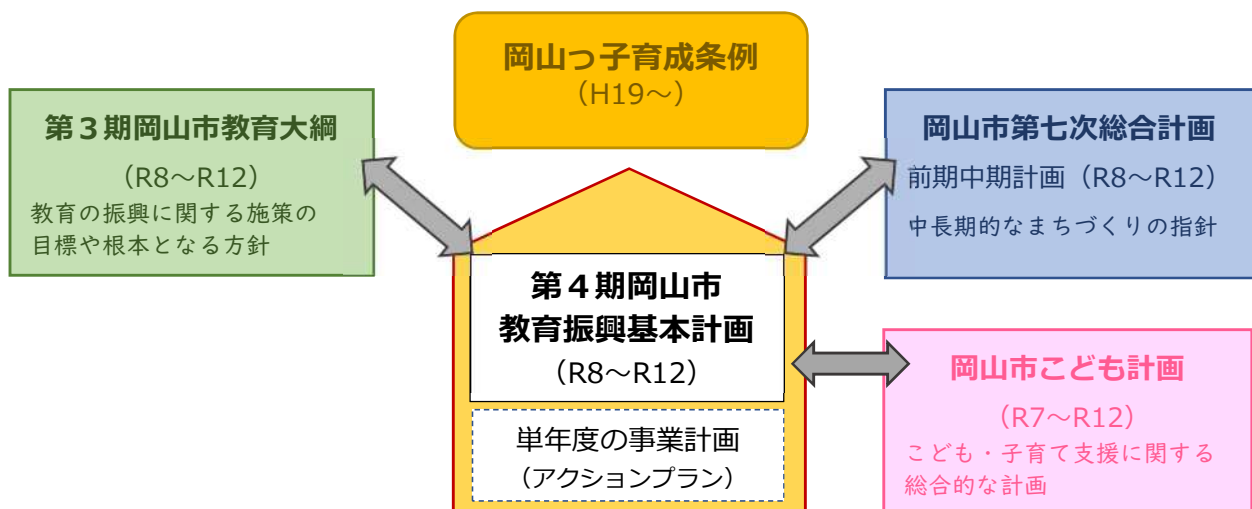 岡山っ子育成条例
（H19～）
第３期岡山市教育大綱
（R8～R12）
教育の振興に関する施策の
目標や根本となる方針
岡山市第七次総合計画
前期中期計画（R8～R12）
中長期的なまちづくりの指針
第４期岡山市
教育振興基本計画
（R8～R12）
単年度の事業計画
（アクションプラン）
岡山市こども計画
（R7～R12）
こども・子育て支援に関する
総合的な計画